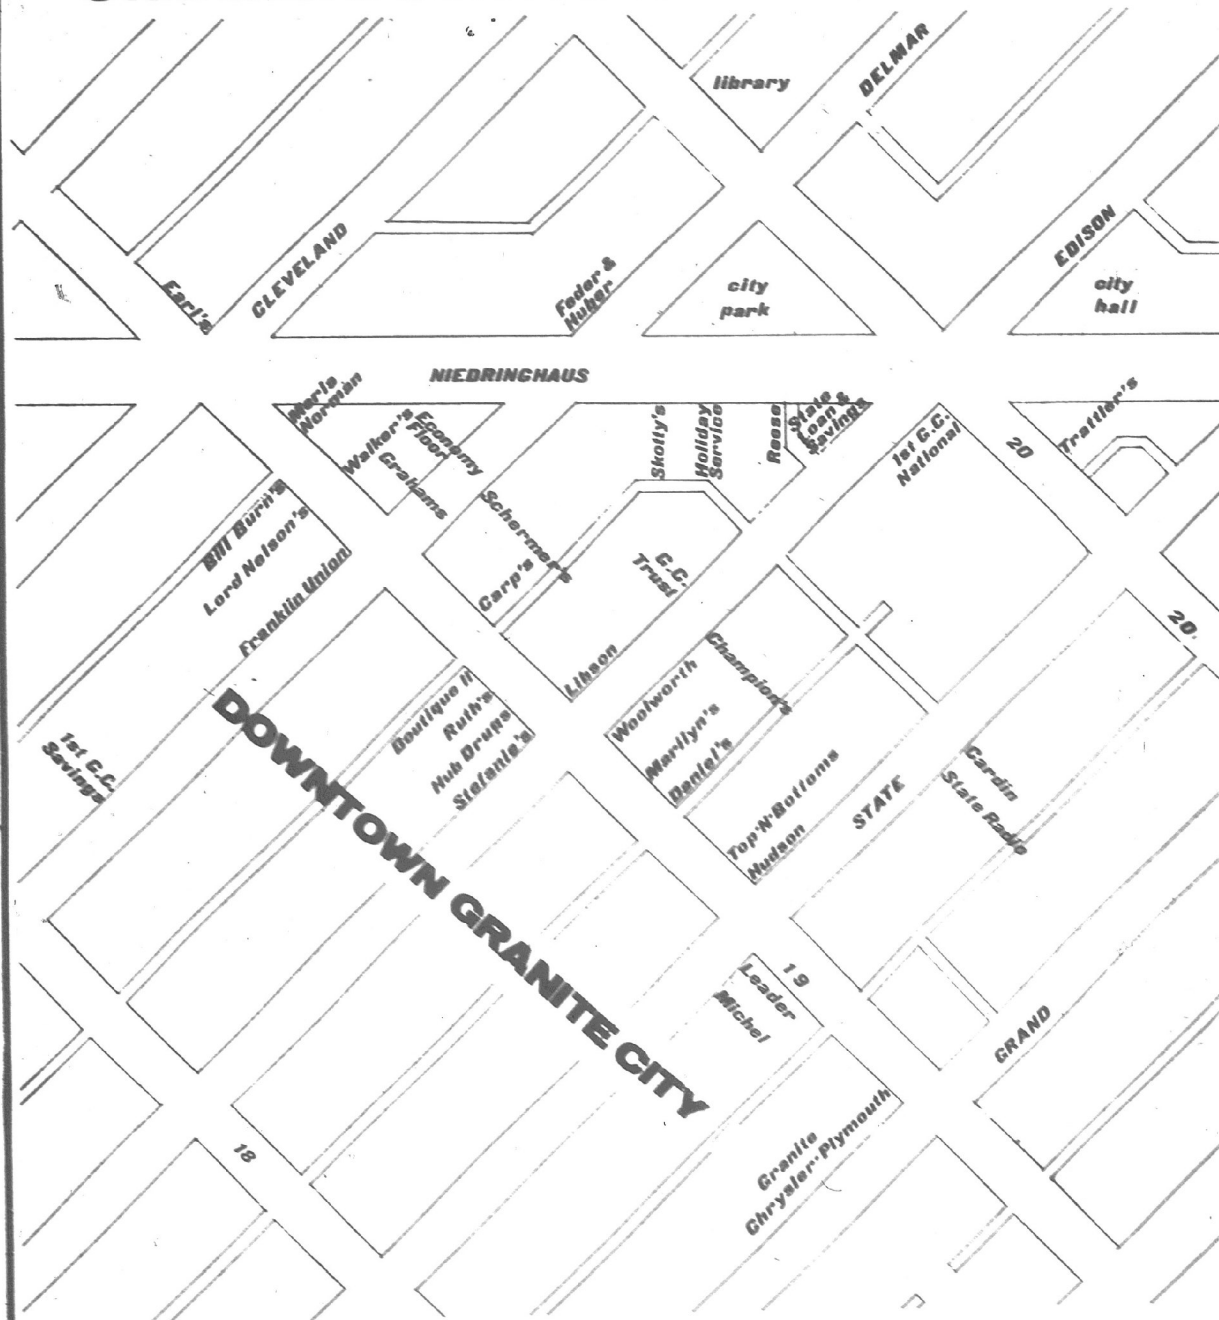 library
DELMAR
EDISON
CLEVELAND
Earl's
Feder &
Huber
city
park
city
hall
NIEDRINGHAUS
Merle
Norman
Walker's
Economy
Floor
Grahams
Skelly's
Holiday
Service
Reese
State
Loan &
Savings
1st G.C.
National
20
Trattler's
Schermer's
Carp's
G.C.
Trust
Libson
Bill Burn's
Lord Nelson's
Franklin Union
1st G.C.
Savings
Boutique II
Ruth's
Hub Drugs
Stefanie's
Woolworth
Champion's
Marilyn's
Daniel's
Top'N'Bottoms
Hudson
STATE
Cardin
State Radio
20
DOWNTOWN GRANITE CITY
19
Leader
Michel
GRAND
Granite
Chrysler-Plymouth
18